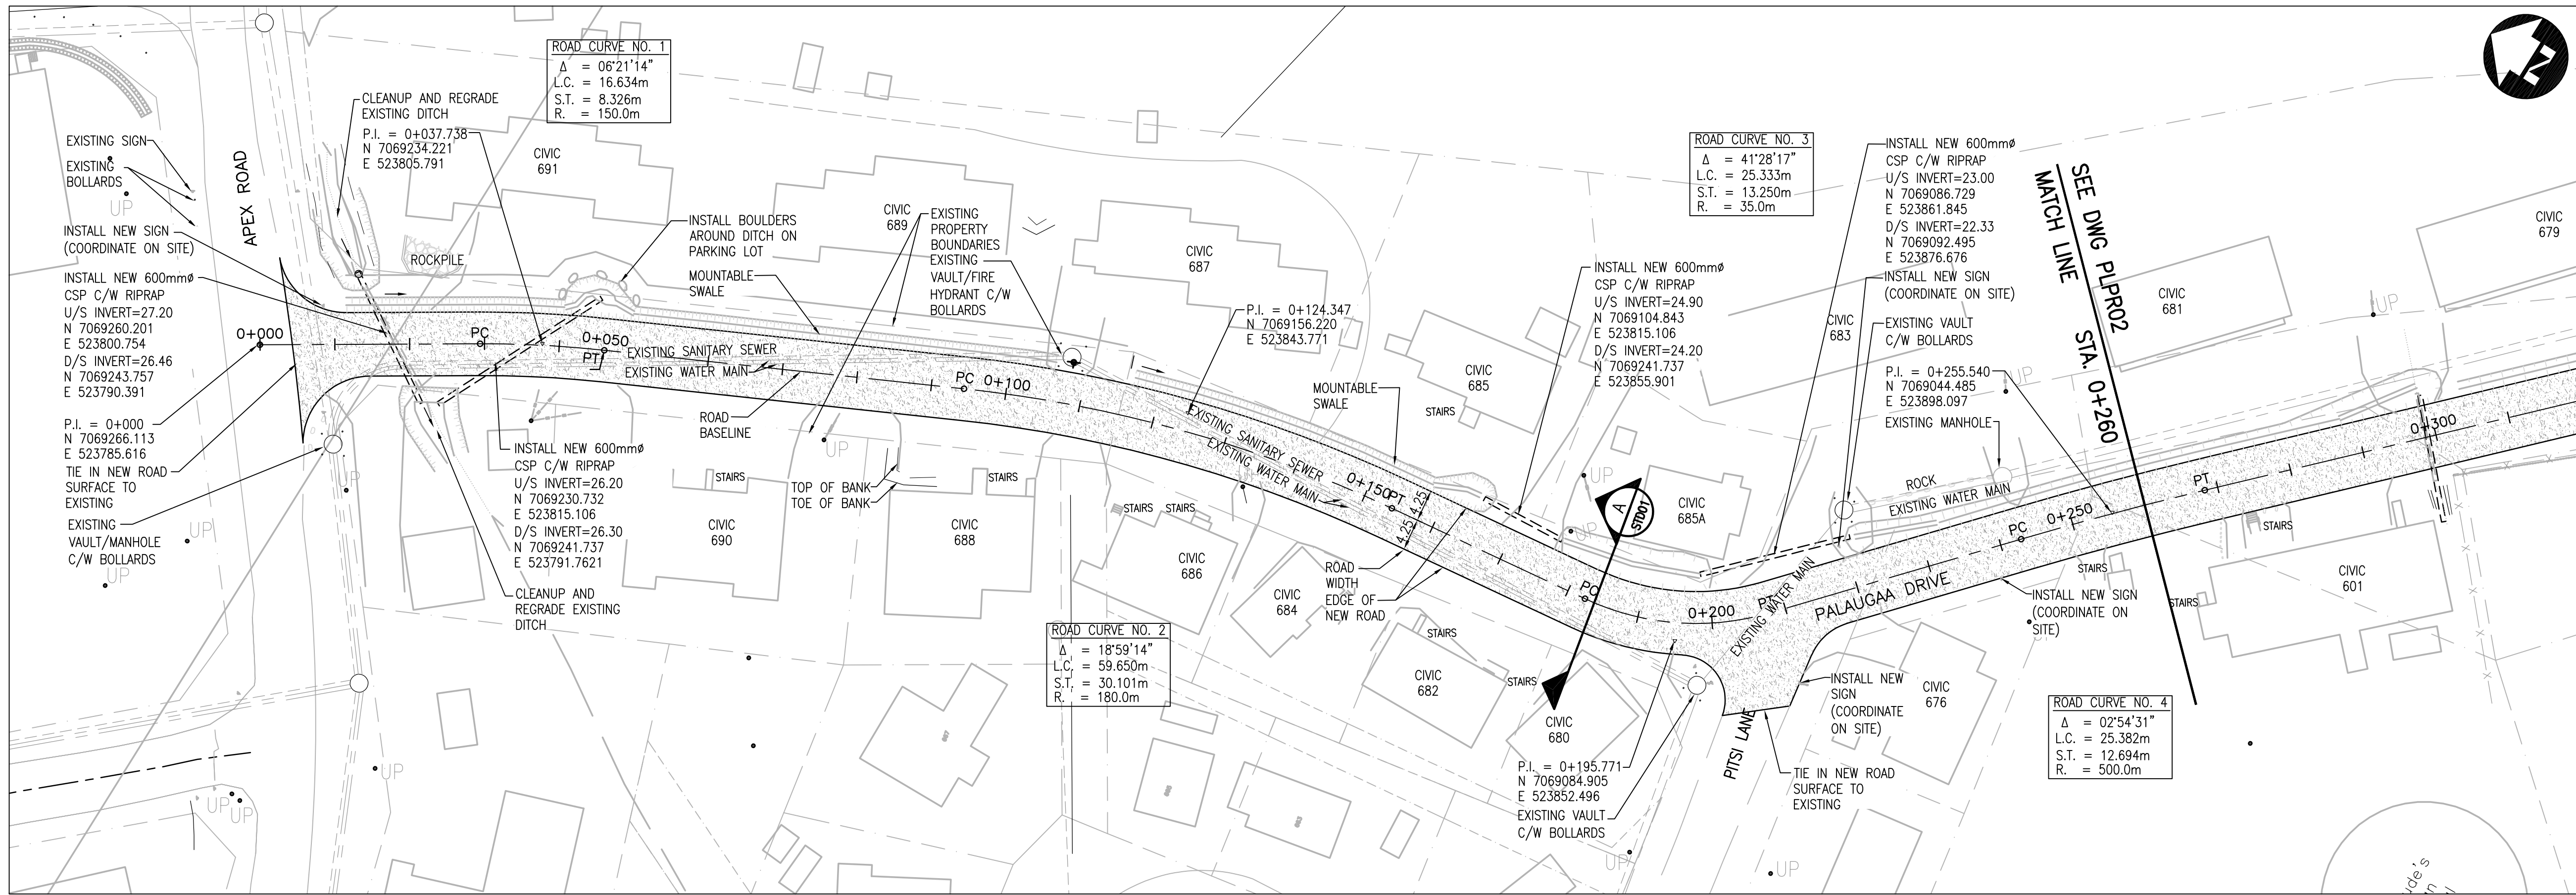 ROAD CURVE NO. 1
Δ = 06°21'14"
L.C. = 16.634m
S.T. = 8.326m
R. = 150.0m
N
CLEANUP AND REGRADE
EXISTING DITCH
P.I. = 0+037.738
N 7069234.221
E 523805.791
EXISTING SIGN
EXISTING
BOLLARDS
UP
APEX ROAD
INSTALL NEW SIGN
(COORDINATE ON SITE)
INSTALL NEW 600mmø
CSP C/W RIPRAP
U/S INVERT=27.20
N 7069260.201
E 523800.754
D/S INVERT=26.46
N 7069243.757
E 523790.391
P.I. = 0+000
N 7069266.113
E 523785.616
TIE IN NEW ROAD
SURFACE TO
EXISTING
EXISTING
VAULT/MANHOLE
C/W BOLLARDS
UP
UP
UP
0+000
ROCKPILE
CIVIC
691
PC
0+050
PT
EXISTING SANITARY SEWER
EXISTING WATER MAIN
INSTALL BOULDERS
AROUND DITCH ON
PARKING LOT
MOUNTABLE
SWALE
CIVIC
689
EXISTING
PROPERTY
BOUNDARIES
EXISTING
VAULT/FIRE
HYDRANT C/W
BOLLARDS
INSTALL NEW 600mmø
CSP C/W RIPRAP
U/S INVERT=26.20
N 7069230.732
E 523815.106
D/S INVERT=26.30
N 7069241.737
E 523791.7621
CLEANUP AND
REGRADE EXISTING
DITCH
ROAD
BASELINE
UP
STAIRS
CIVIC
690
TOP OF BANK
TOE OF BANK
STAIRS
CIVIC
688
PC 0+100
CIVIC
687
P.I. = 0+124.347
N 7069156.220
E 523843.771
EXISTING SANITARY SEWER
EXISTING WATER MAIN
STAIRS
STAIRS
CIVIC
686
ROAD CURVE NO. 2
Δ = 18°59'14"
L.C. = 59.650m
S.T. = 30.101m
R. = 180.0m
MOUNTABLE
SWALE
CIVIC
685
STAIRS
0+150
PT
4.25
4.25
ROAD
WIDTH
EDGE OF
NEW ROAD
CIVIC
684
STAIRS
CIVIC
682
STAIRS
INSTALL NEW 600mmø
CSP C/W RIPRAP
U/S INVERT=24.90
N 7069104.843
E 523815.106
D/S INVERT=24.20
N 7069241.737
E 523855.901
UP
UP
A
STD01
CIVIC
685A
PC
CIVIC
680
P.I. = 0+195.771
N 7069084.905
E 523852.496
EXISTING VAULT
C/W BOLLARDS
ROAD CURVE NO. 3
Δ = 41°28'17"
L.C. = 25.333m
S.T. = 13.250m
R. = 35.0m
CIVIC
683
INSTALL NEW 600mmø
CSP C/W RIPRAP
U/S INVERT=23.00
N 7069086.729
E 523861.845
D/S INVERT=22.33
N 7069092.495
E 523876.676
INSTALL NEW SIGN
(COORDINATE ON SITE)
EXISTING VAULT
C/W BOLLARDS
P.I. = 0+255.540
N 7069044.485
E 523898.097
EXISTING MANHOLE
UP
ROCK
EXISTING WATER MAIN
0+200
PT
EXISTING WATER MAIN
PALAUGAA DRIVE
PC
0+250
PT
PITSI LANE
INSTALL NEW
SIGN
(COORDINATE
ON SITE)
TIE IN NEW ROAD
SURFACE TO
EXISTING
CIVIC
676
STAIRS
INSTALL NEW SIGN
(COORDINATE ON
SITE)
SEE DWG PLPR02
MATCH LINE STA. 0+260
CIVIC
681
CIVIC
679
UP
0+300
STAIRS
STAIRS
CIVIC
601
ROAD CURVE NO. 4
Δ = 02°54'31"
L.C. = 25.382m
S.T. = 12.694m
R. = 500.0m
UP
UP
UP
UP
UP
667
663
ude's